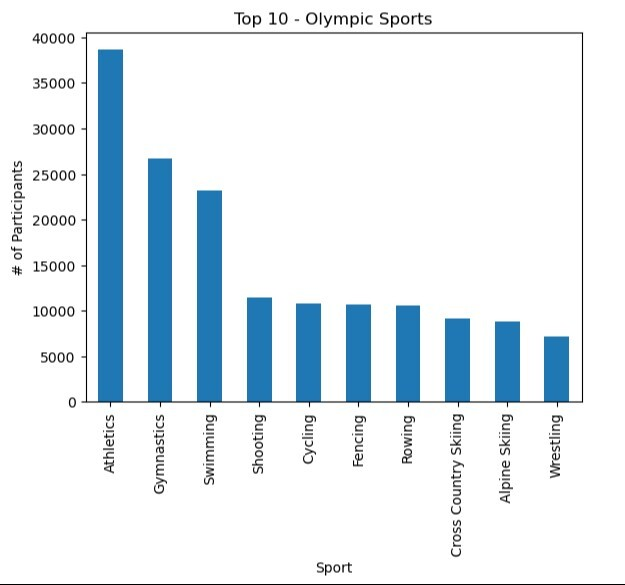 Top 10 - Olympic Sports
# of Participants
40000
35000
30000
25000
20000
15000
10000
5000
0
Athletics
Gymnastics
Swimming
Shooting
Cycling
Fencing
Rowing
Cross Country Skiing
Alpine Skiing
Wrestling
Sport